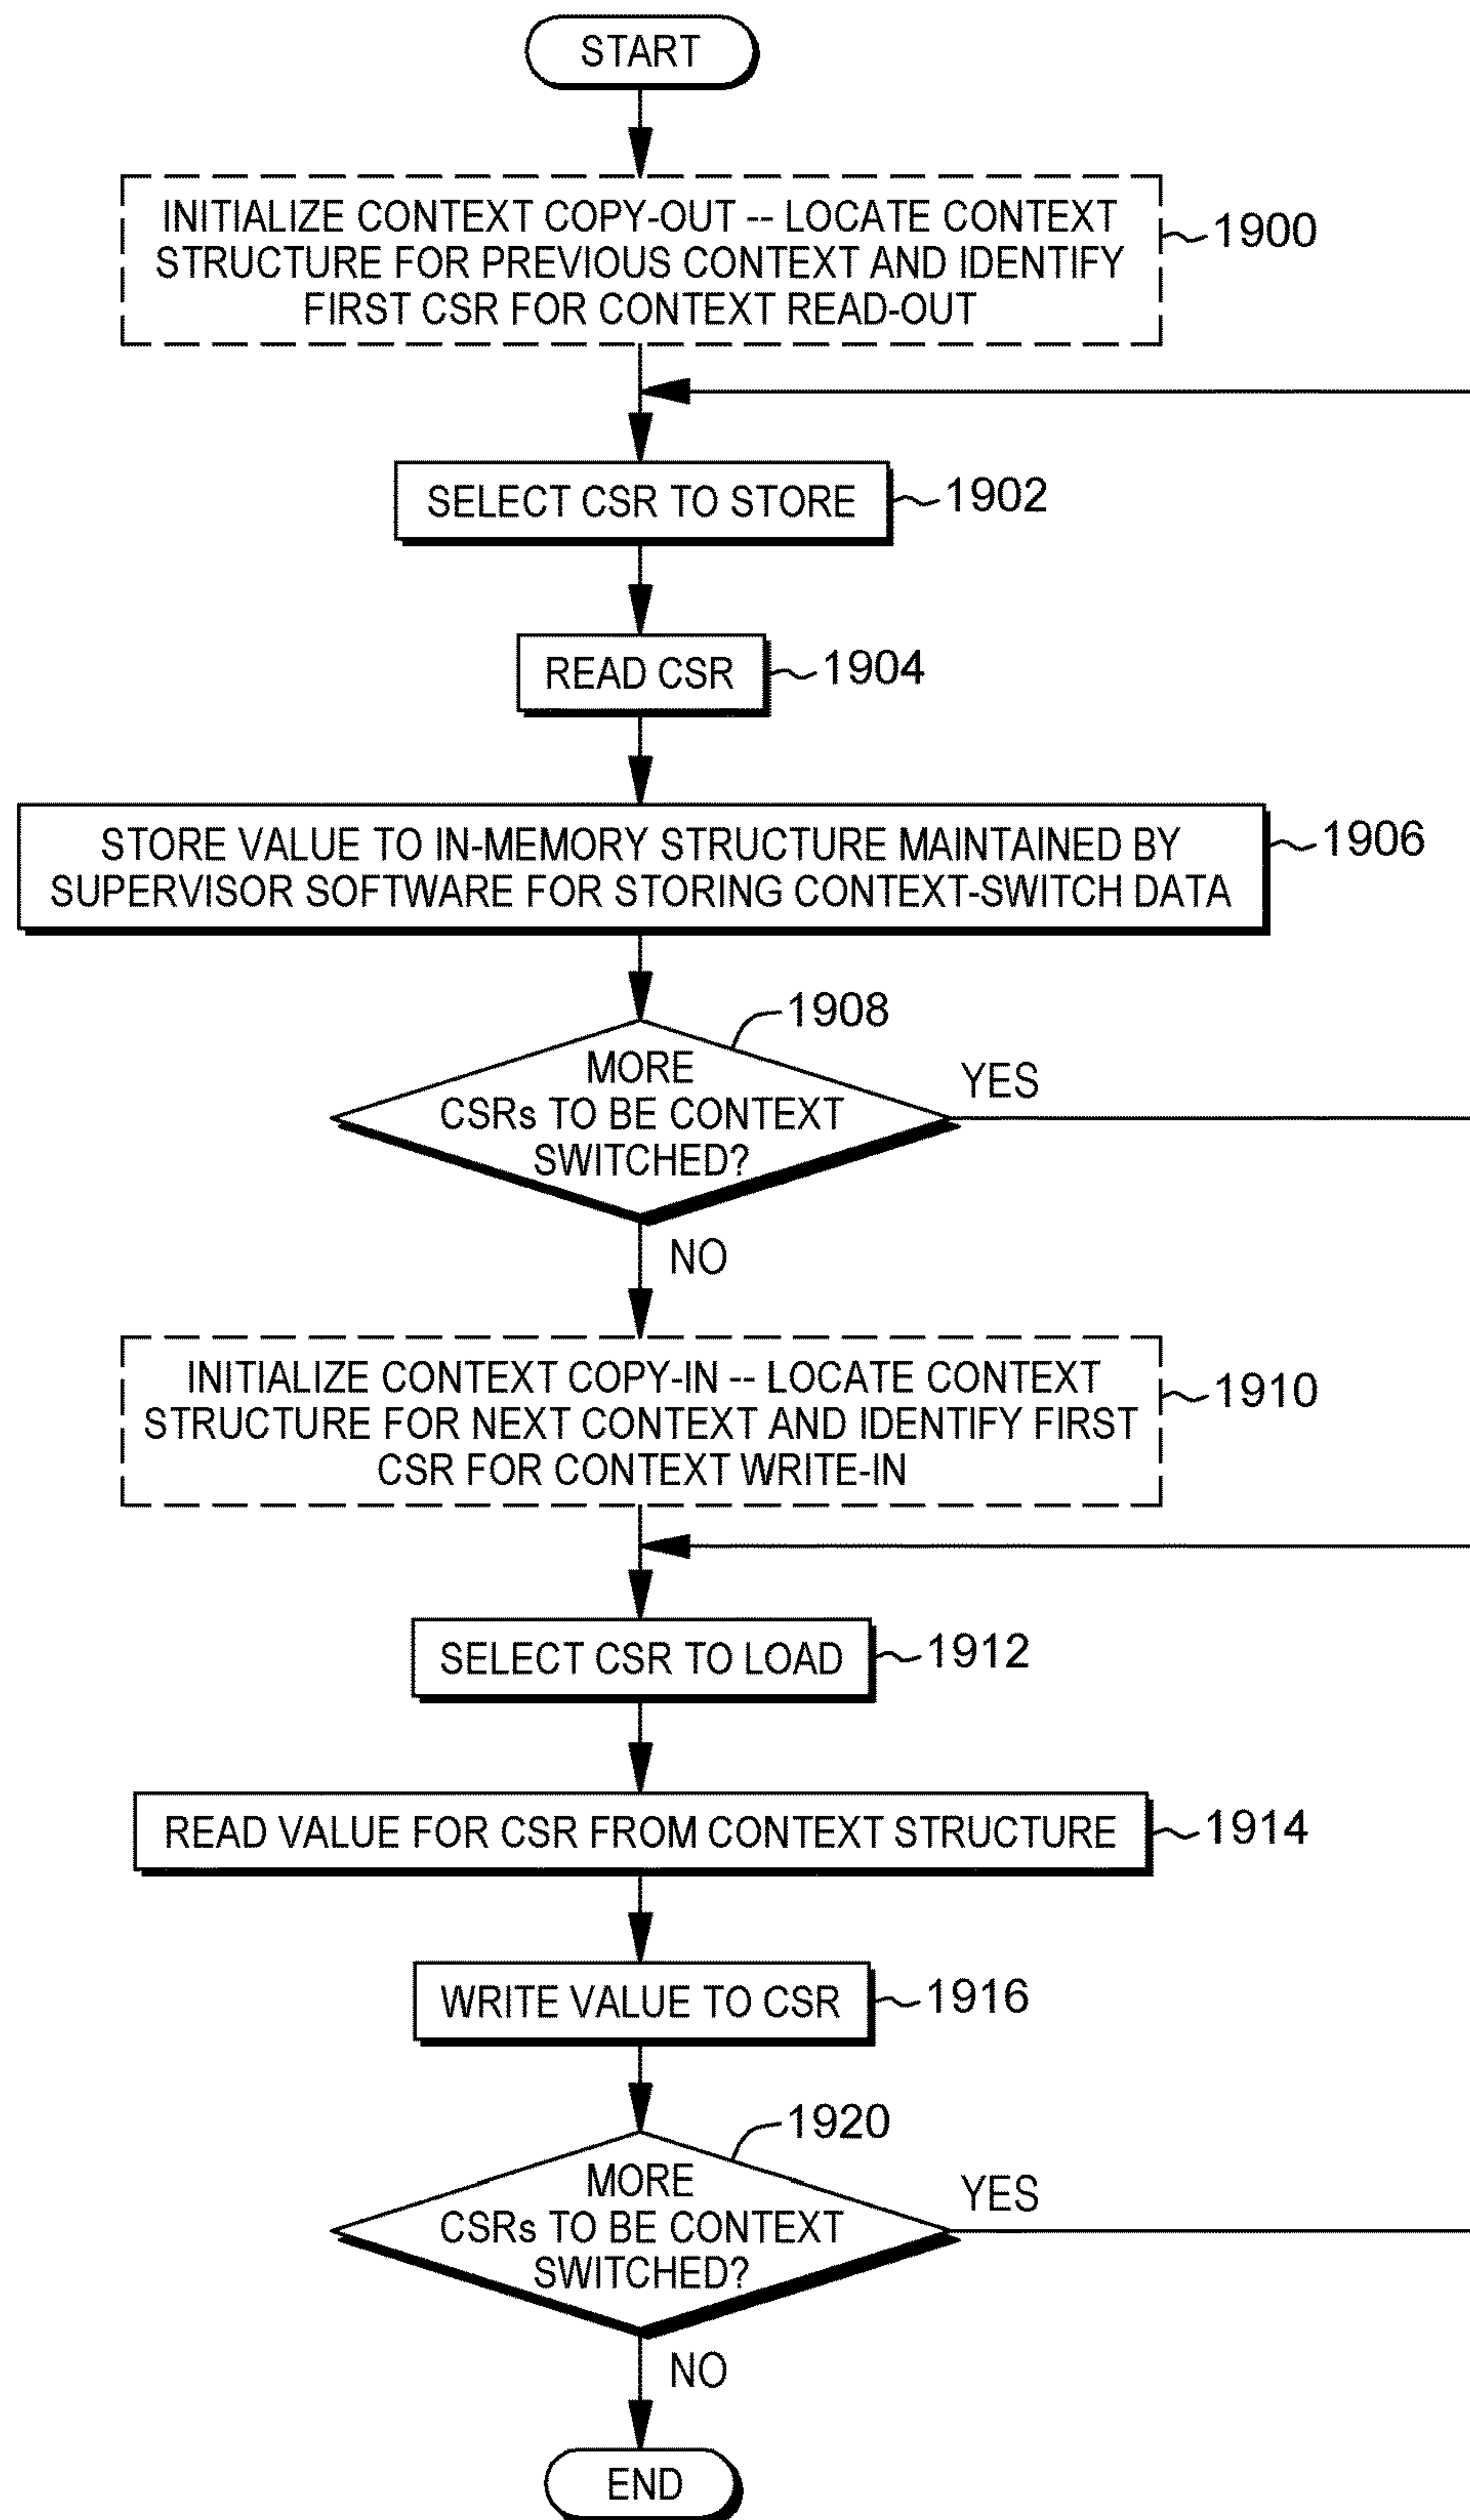 START
INITIALIZE CONTEXT COPY-OUT -- LOCATE CONTEXT
STRUCTURE FOR PREVIOUS CONTEXT AND IDENTIFY
FIRST CSR FOR CONTEXT READ-OUT
1900
SELECT CSR TO STORE
1902
READ CSR
1904
STORE VALUE TO IN-MEMORY STRUCTURE MAINTAINED BY
SUPERVISOR SOFTWARE FOR STORING CONTEXT-SWITCH DATA
1906
1908
MORE
CSRs TO BE CONTEXT
SWITCHED?
YES
NO
INITIALIZE CONTEXT COPY-IN -- LOCATE CONTEXT
STRUCTURE FOR NEXT CONTEXT AND IDENTIFY FIRST
CSR FOR CONTEXT WRITE-IN
1910
SELECT CSR TO LOAD
1912
READ VALUE FOR CSR FROM CONTEXT STRUCTURE
1914
WRITE VALUE TO CSR
1916
1920
MORE
CSRs TO BE CONTEXT
SWITCHED?
YES
NO
END